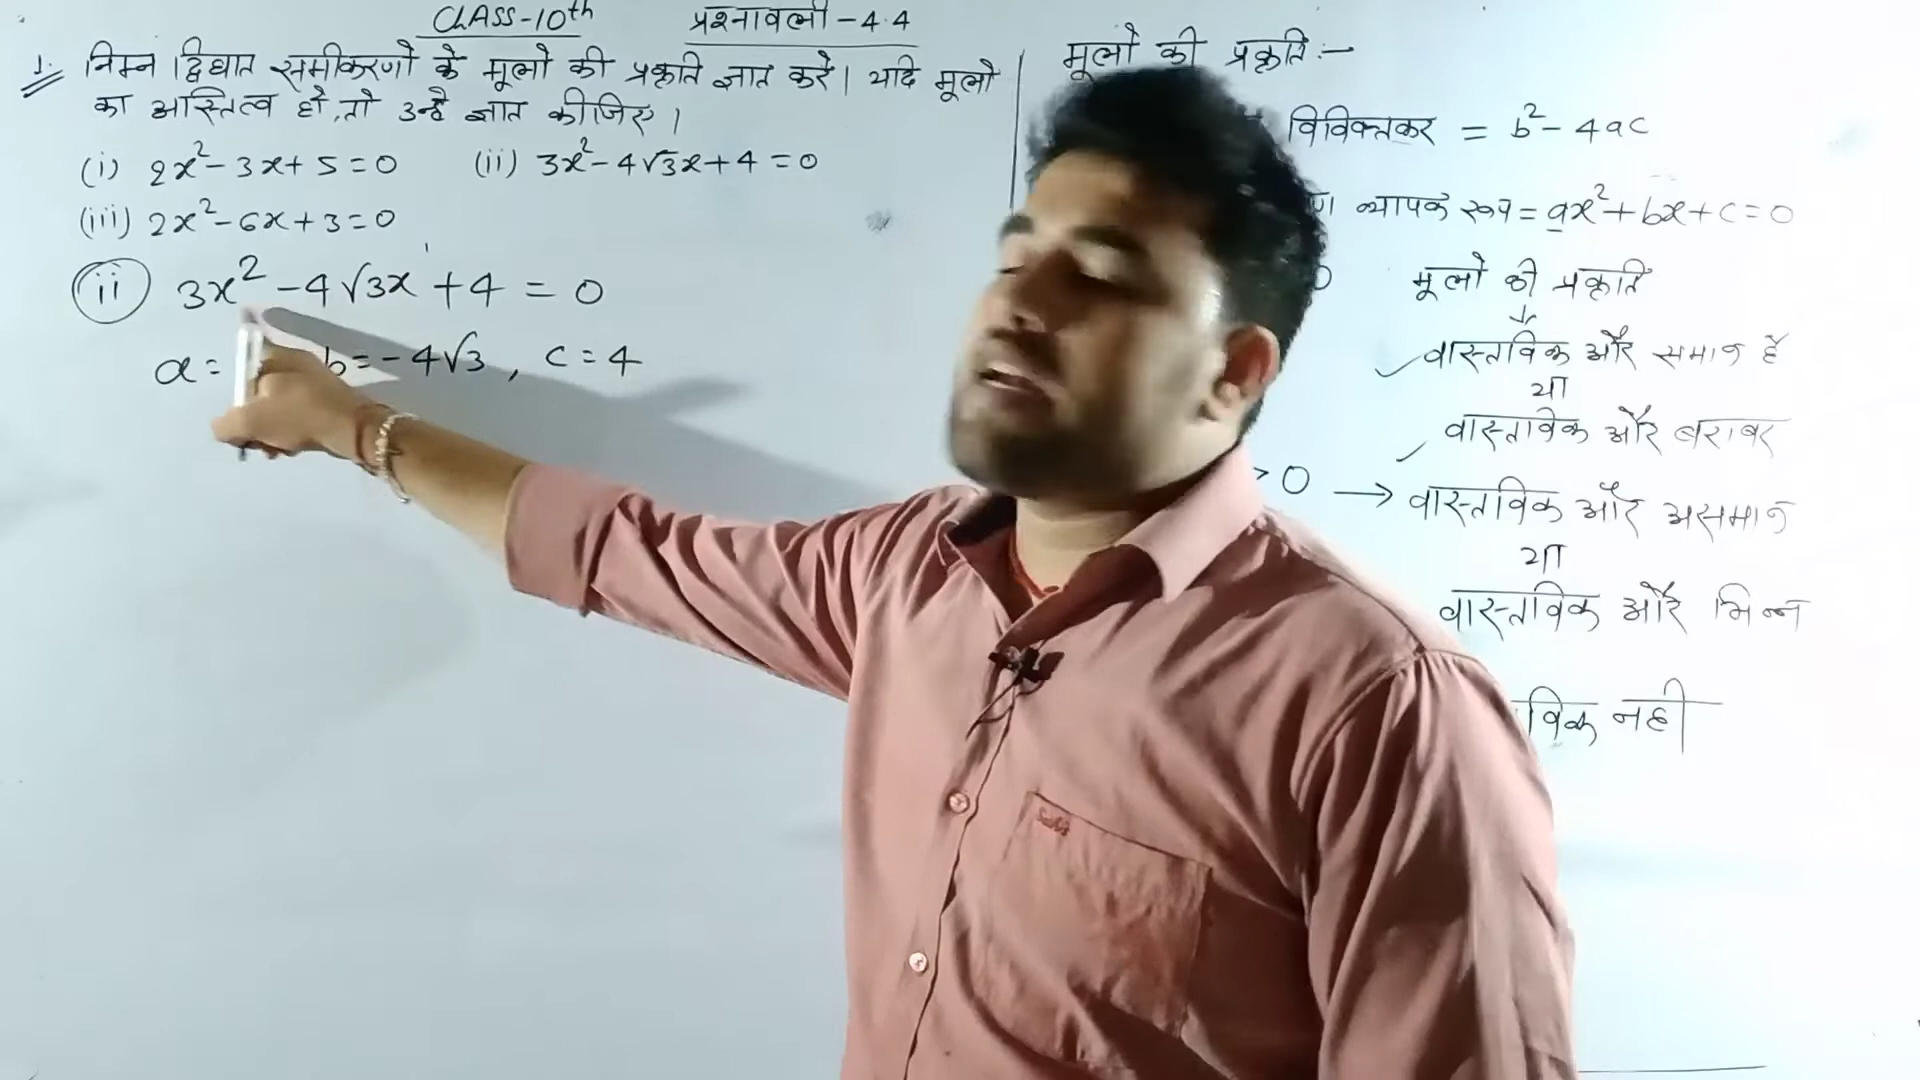 CLASS-10th
प्रश्नावली-4.4
1. निम्न द्विघात समीकरणो के मूलो की प्रकृति ज्ञात करे। यदि मूलो
का अस्तित्व हो, तो उन्हे ज्ञात कीजिए।
(i) 2x²-3x+5=0 (ii) 3x²-4√3x+4=0
(iii) 2x²-6x+3=0
(ii) 3x²-4√3x+4=0
a= b=-4√3, c=4
मूलो की प्रकृति:-
विविक्तकर = b²-4ac
व्यापक रूप = ax²+bx+c=0
मूलो की प्रकृति
वास्तविक और समान है
या
वास्तविक और बराबर
> 0 → वास्तविक और असमान
या
वास्तविक और भिन्न
नही